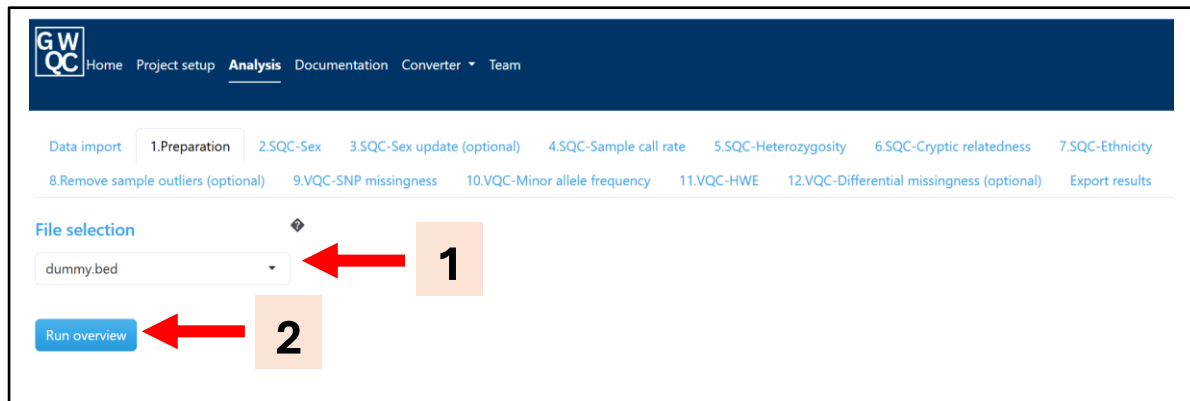 GW
QC Home Project setup Analysis Documentation Converter Team
Data import 1.Preparation 2.SQC-Sex 3.SQC-Sex update (optional) 4.SQC-Sample call rate 5.SQC-Heterozygosity 6.SQC-Cryptic relatedness 7.SQC-Ethnicity
8.Remove sample outliers (optional) 9.VQC-SNP missingness 10.VQC-Minor allele frequency 11.VQC-HWE 12.VQC-Differential missingness (optional) Export results
File selection ?
dummy.bed 1
Run overview 2